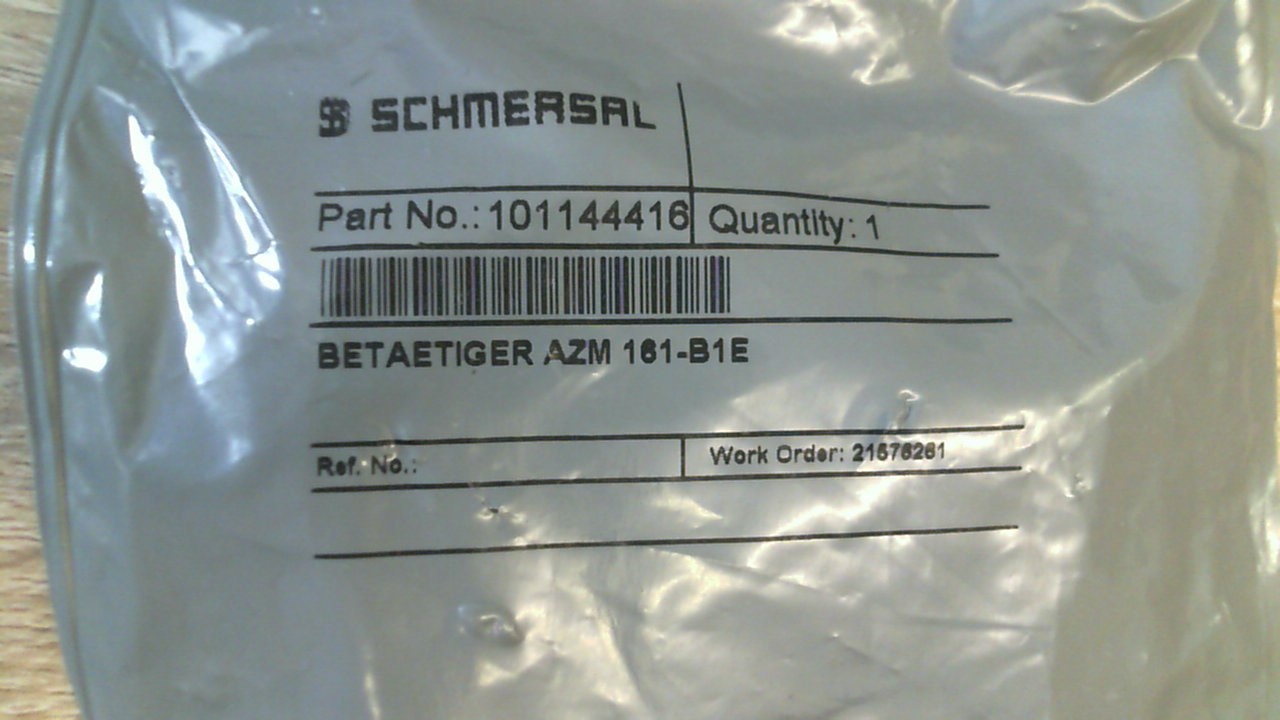 SCHMERSAL
Part No.: 101144416 Quantity: 1
BETAETIGER AZM 161-B1E
Ref. No.: Work Order: 21676261